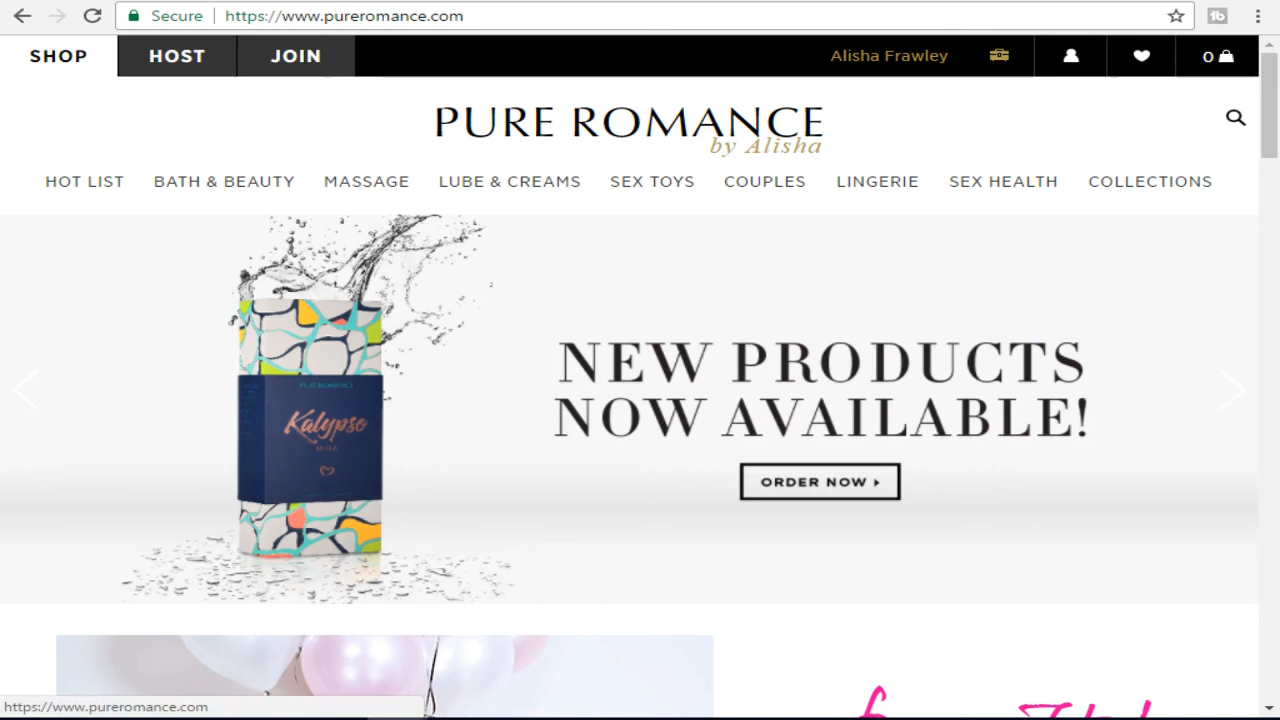 Secure https://www.pureromance.com
SHOP HOST JOIN Alisha Frawley 0
PURE ROMANCE
by Alisha
HOT LIST BATH & BEAUTY MASSAGE LUBE & CREAMS SEX TOYS COUPLES LINGERIE SEX HEALTH COLLECTIONS
PURE ROMANCE
Kalypso
NEW PRODUCTS
NOW AVAILABLE!
ORDER NOW
https://www.pureromance.com